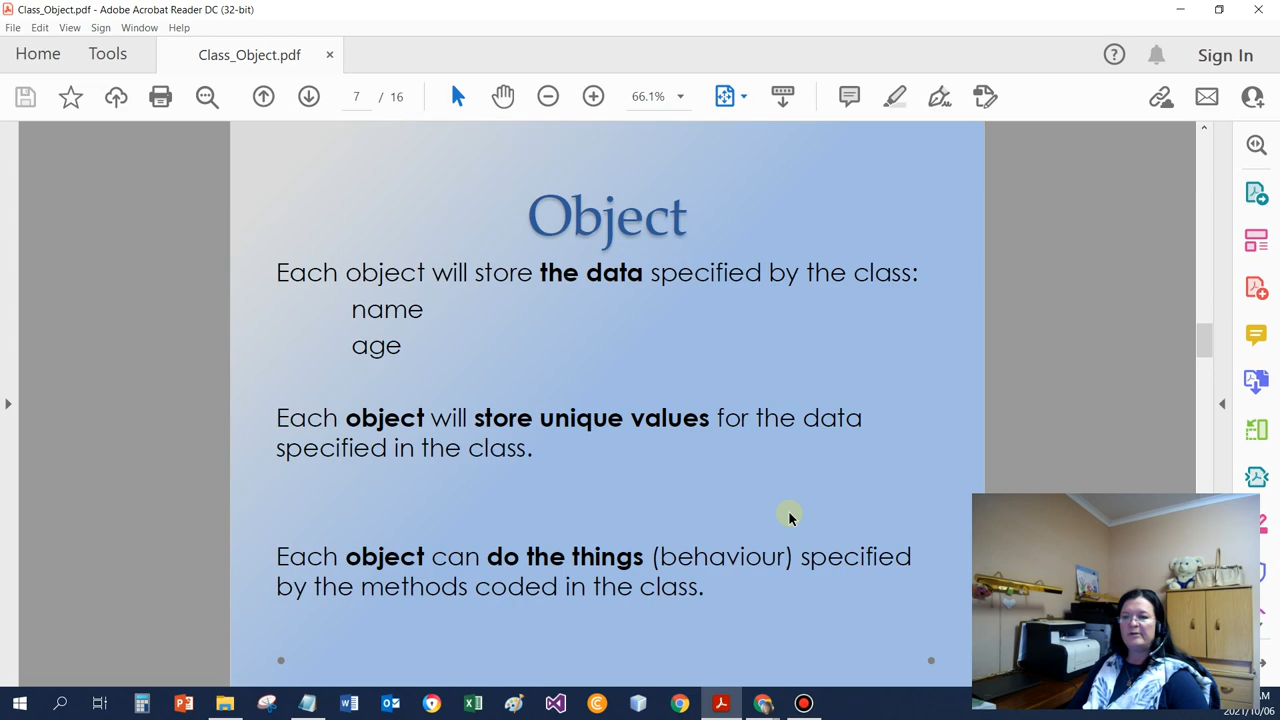 Class_Object.pdf - Adobe Acrobat Reader DC (32-bit)
File Edit View Sign Window Help
Home Tools Class_Object.pdf × Sign In
7 / 16 66.1%
Object
Each object will store the data specified by the class:
name
age
Each object will store unique values for the data
specified in the class.
Each object can do the things (behaviour) specified
by the methods coded in the class.
AM
2021/10/06